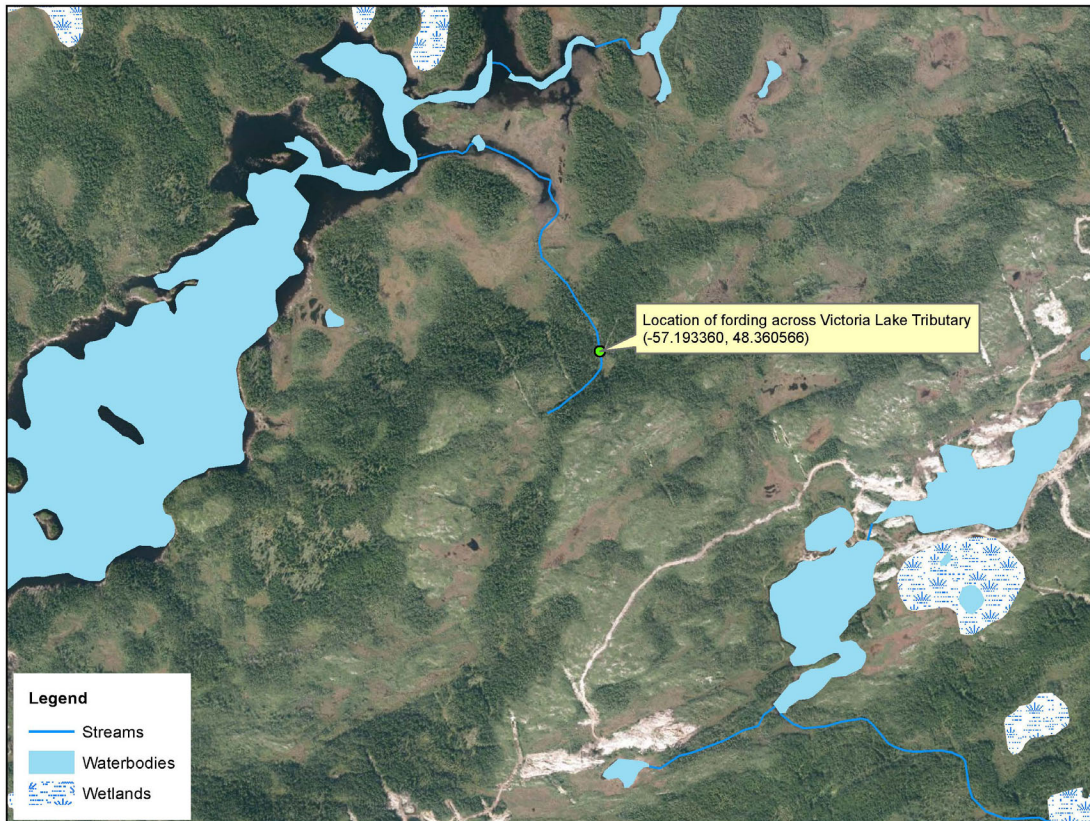 Location of fording across Victoria Lake Tributary
(-57.193360, 48.360566)
Legend
Streams
Waterbodies
Wetlands